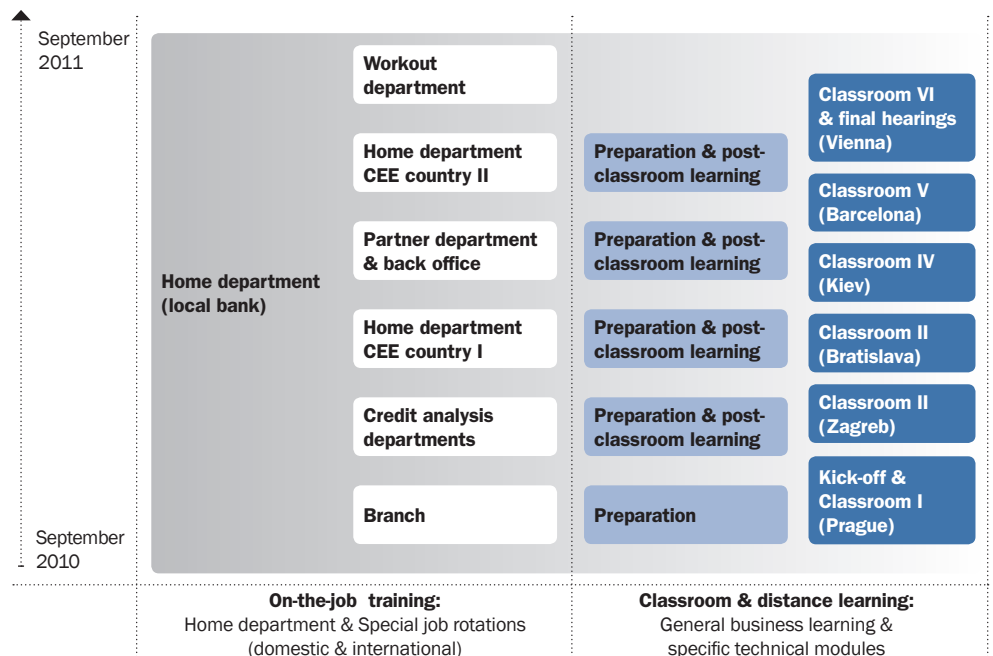 September
2011
Workout
department
Classroom VI
& final hearings
(Vienna)
Home department
CEE country II
Preparation & post-
classroom learning
Classroom V
(Barcelona)
Partner department
& back office
Preparation & post-
classroom learning
Classroom IV
(Kiev)
Home department
(local bank)
Home department
CEE country I
Preparation & post-
classroom learning
Classroom II
(Bratislava)
Credit analysis
departments
Preparation & post-
classroom learning
Classroom II
(Zagreb)
Branch
Preparation
Kick-off &
Classroom I
(Prague)
September
2010
On-the-job training:
Home department & Special job rotations
(domestic & international)
Classroom & distance learning:
General business learning &
specific technical modules